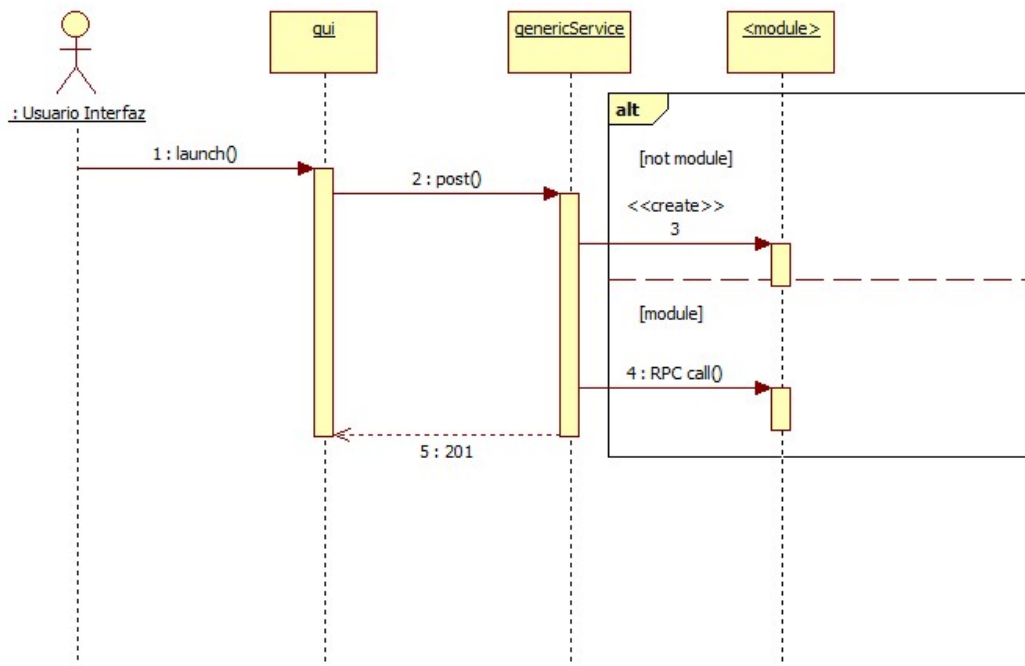 gui
genericService
<module>
: Usuario Interfaz
alt
1 : launch()
[not module]
2 : post()
<<create>>
3
[module]
4 : RPC call()
5 : 201